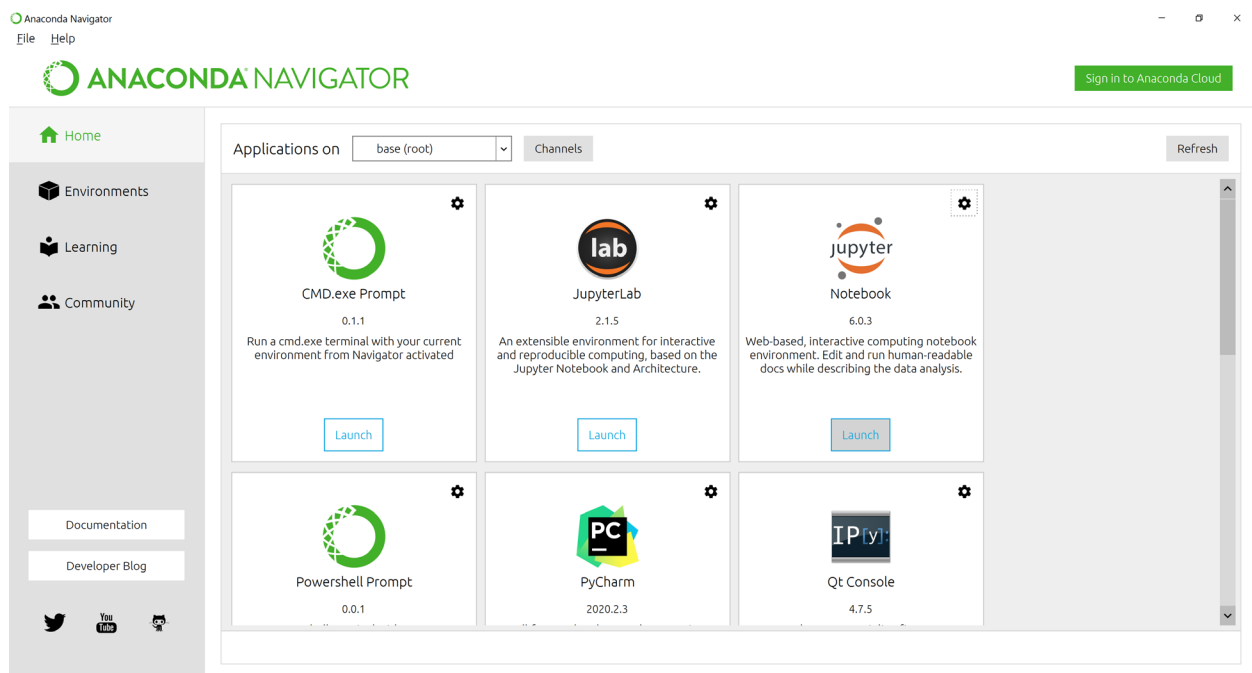 Anaconda Navigator
File Help
ANACONDA NAVIGATOR
Sign in to Anaconda Cloud
Home
Environments
Learning
Community
Documentation
Developer Blog
You
Tube
Applications on base (root) Channels Refresh
CMD.exe Prompt
0.1.1
Run a cmd.exe terminal with your current
environment from Navigator activated
Launch
lab
JupyterLab
2.1.5
An extensible environment for interactive
and reproducible computing, based on the
Jupyter Notebook and Architecture.
Launch
jupyter
Notebook
6.0.3
Web-based, interactive computing notebook
environment. Edit and run human-readable
docs while describing the data analysis.
Launch
Powershell Prompt
0.0.1
PC
PyCharm
2020.2.3
IP[y]:
Qt Console
4.7.5